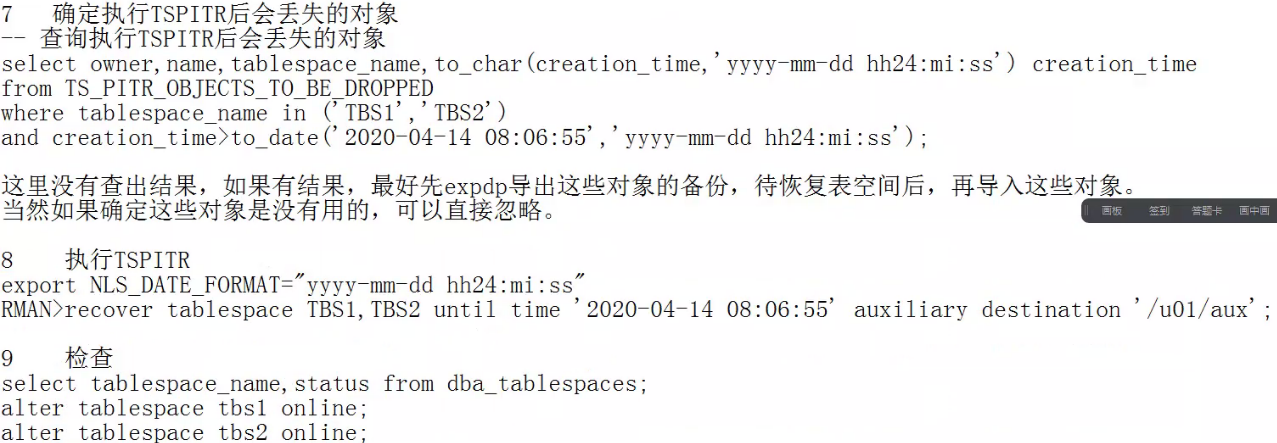 7   确定执行TSPITR后会丢失的对象
-- 查询执行TSPITR后会丢失的对象
select owner,name,tablespace_name,to_char(creation_time,'yyyy-mm-dd hh24:mi:ss') creation_time
from TS_PITR_OBJECTS_TO_BE_DROPPED
where tablespace_name in ('TBS1','TBS2')
and creation_time>to_date('2020-04-14 08:06:55','yyyy-mm-dd hh24:mi:ss');
这里没有查出结果，如果有结果，最好先expdp导出这些对象的备份，待恢复表空间后，再导入这些对象。
当然如果确定这些对象是没有用的，可以直接忽略。
画板 签到 答题卡 画中画
8    执行TSPITR
export NLS_DATE_FORMAT="yyyy-mm-dd hh24:mi:ss"
RMAN>recover tablespace TBS1,TBS2 until time '2020-04-14 08:06:55' auxiliary destination '/u01/aux';
9    检查
select tablespace_name,status from dba_tablespaces;
alter tablespace tbs1 online;
alter tablespace tbs2 online;